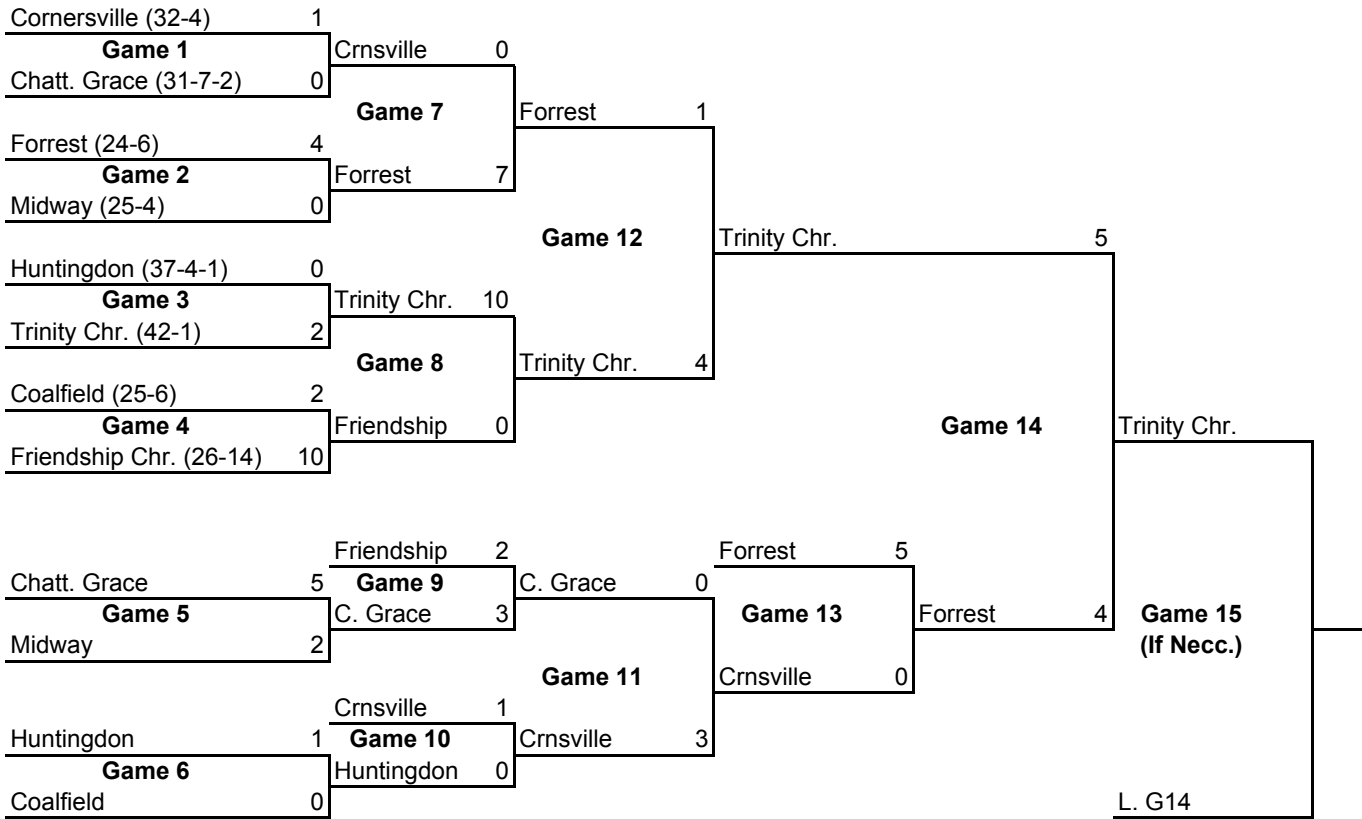 Cornersville (32-4) 1
Game 1 Crnsville 0
Chatt. Grace (31-7-2) 0
Game 7 Forrest 1
Forrest (24-6) 4
Game 2 Forrest 7
Midway (25-4) 0
Game 12 Trinity Chr. 5
Huntingdon (37-4-1) 0
Game 3 Trinity Chr. 10
Trinity Chr. (42-1) 2
Game 8 Trinity Chr. 4
Coalfield (25-6) 2
Game 4 Friendship 0 Game 14 Trinity Chr.
Friendship Chr. (26-14) 10
Friendship 2 Forrest 5
Chatt. Grace 5 Game 9 C. Grace 0
Game 5 C. Grace 3 Game 13 Forrest 4 Game 15
Midway 2 (If Necc.)
Game 11 Crnsville 0
Crnsville 1
Huntingdon 1 Game 10 Crnsville 3
Game 6 Huntingdon 0
Coalfield 0 L. G14